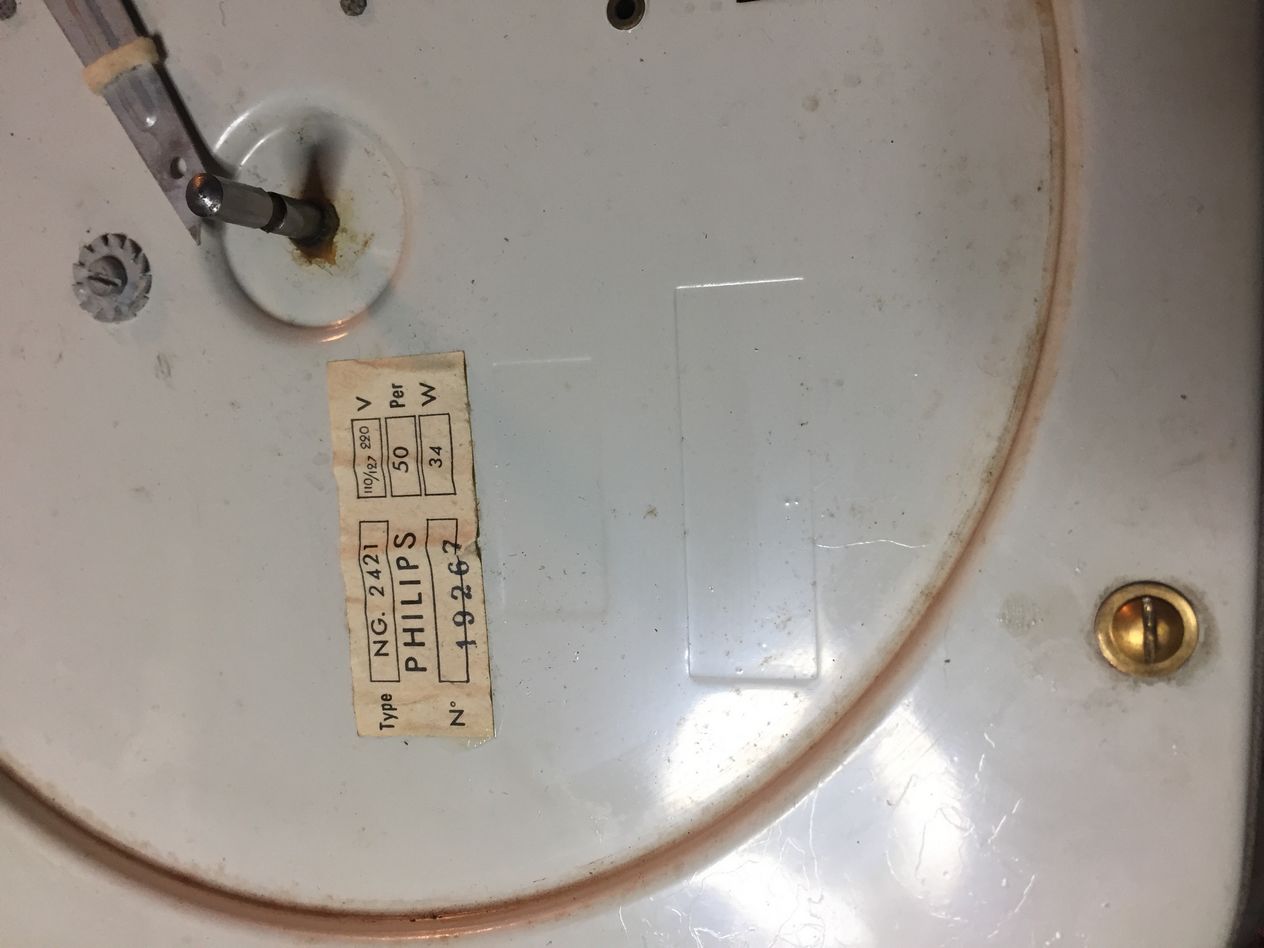 Type NG. 2421 110/127 220 V
PHILIPS 50 Per
N° 19267 34 W